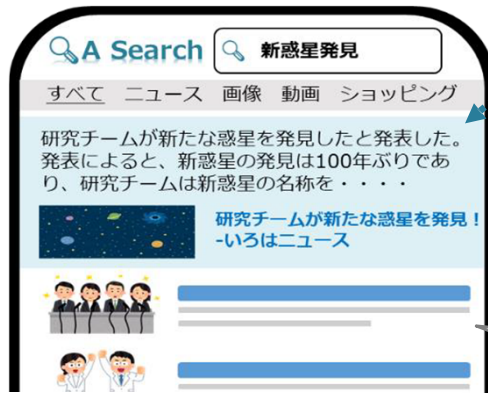 A Search
新惑星発見
すべて ニュース 画像 動画 ショッピング
研究チームが新たな惑星を発見したと発表した。
発表によると、新惑星の発見は100年ぶりであ
り、研究チームは新惑星の名称を・・・・
研究チームが新たな惑星を発見！
-いろはニュース